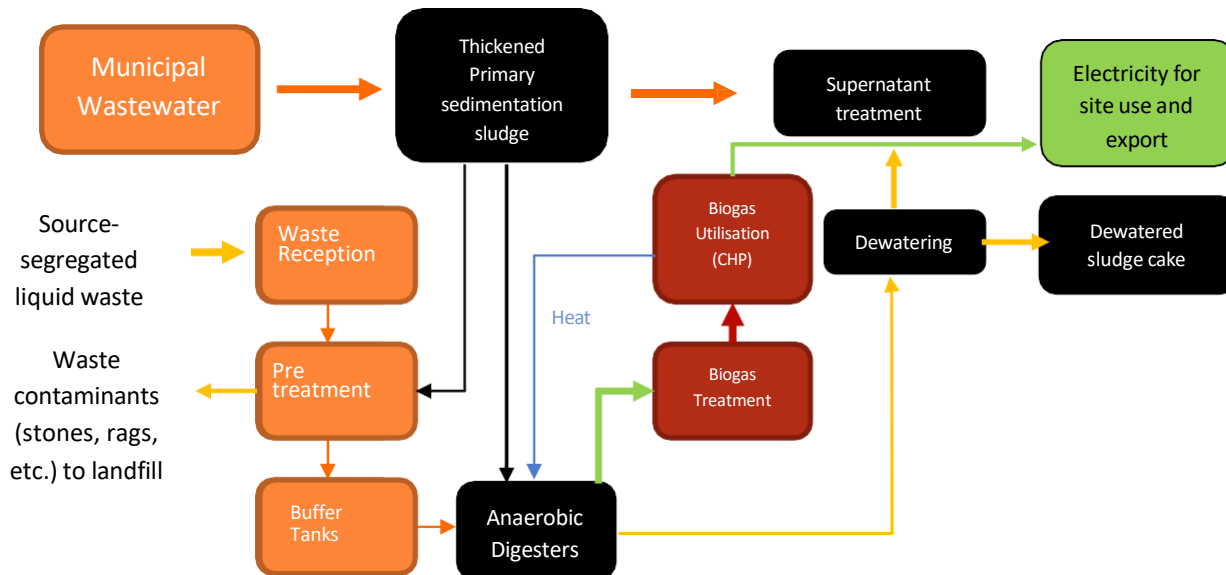 Municipal
Wastewater
Thickened
Primary
sedimentation
sludge
Supernatant
treatment
Electricity for
site use and
export
Source-
segregated
liquid waste
Waste
Reception
Biogas
Utilisation
(CHP)
Dewatering
Dewatered
sludge cake
Heat
Waste
contaminants
(stones, rags,
etc.) to landfill
Pre
treatment
Biogas
Treatment
Buffer
Tanks
Anaerobic
Digesters